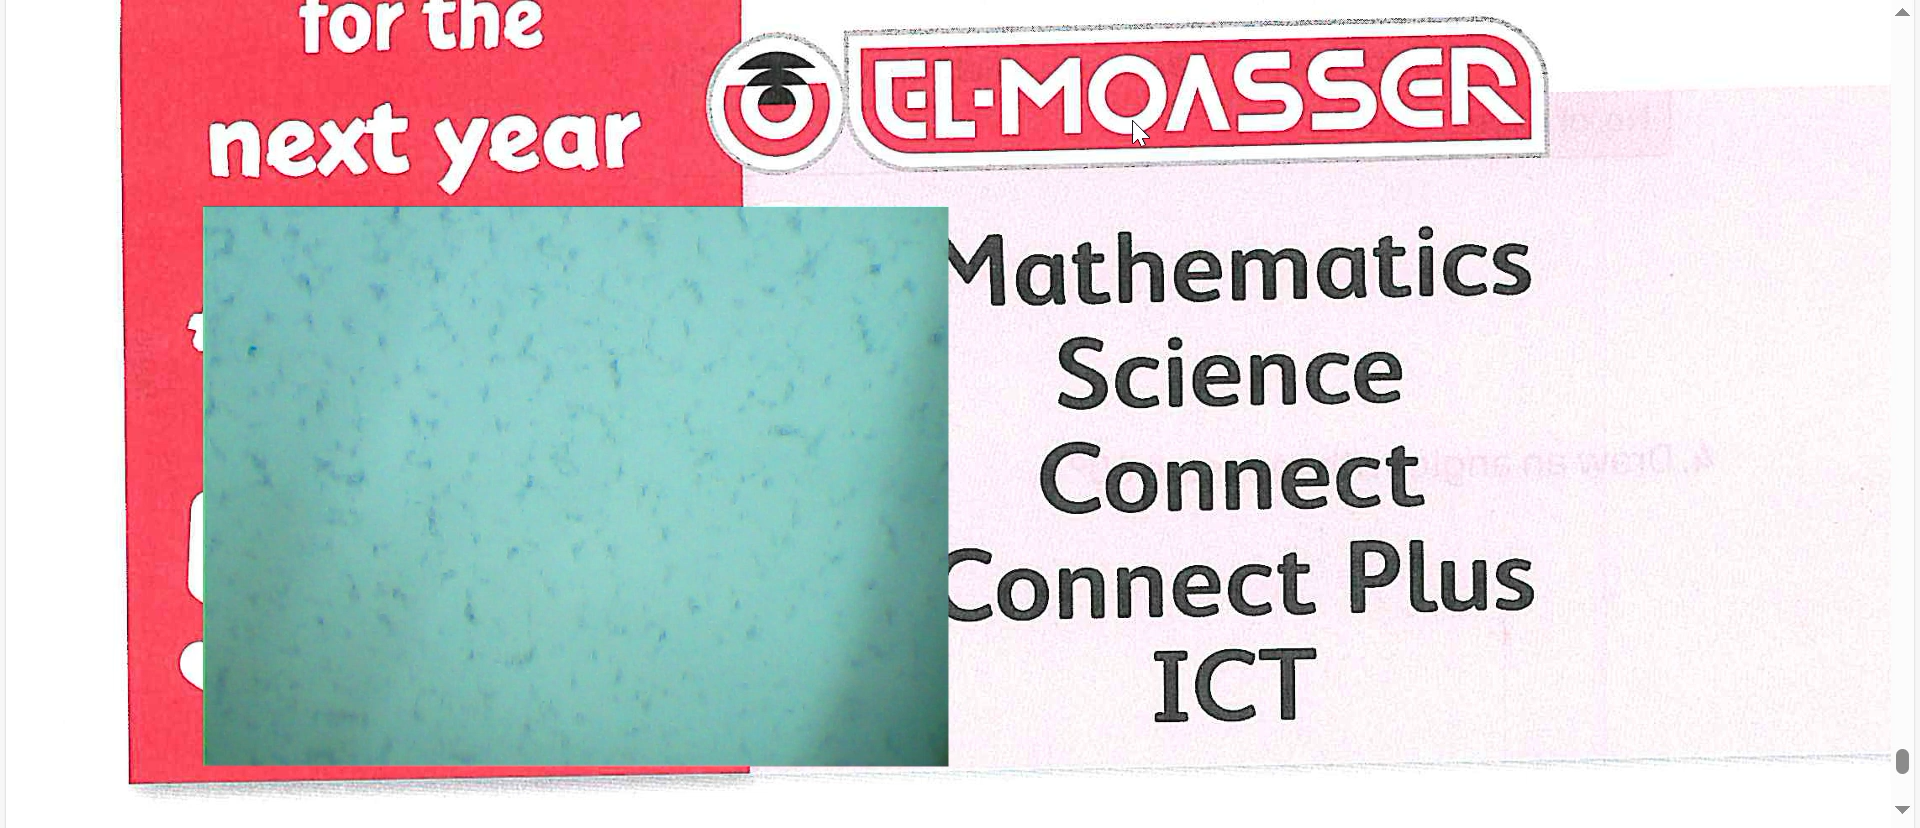 for the
next year
EL-MOASSER
Mathematics
Science
Connect
Connect Plus
ICT